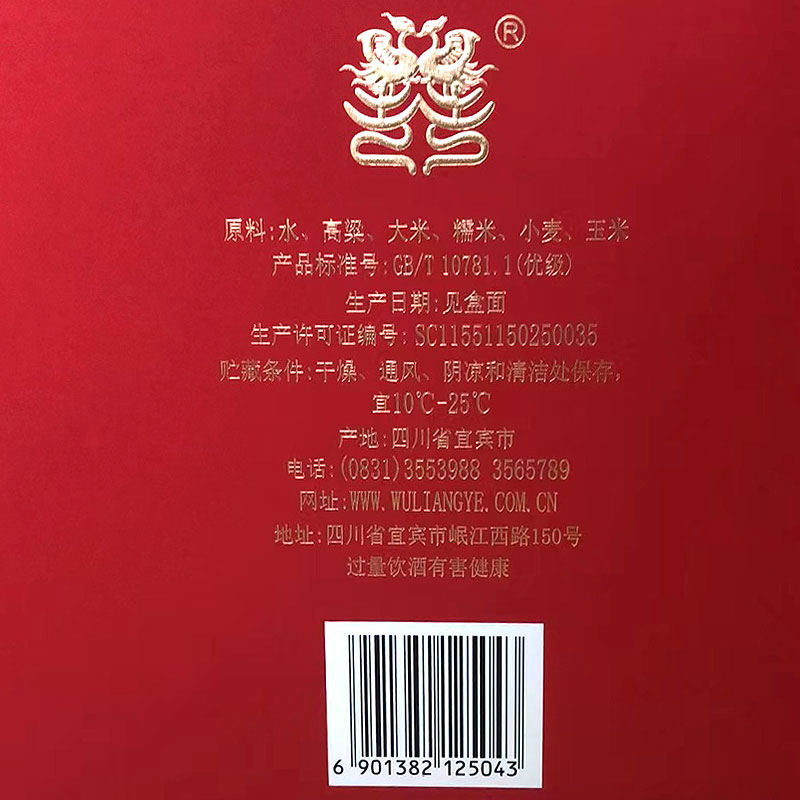 ®
原料:水、高粱、大米、糯米、小麦、玉米
产品标准号:GB/T 10781.1(优级)
生产日期:见盒面
生产许可证编号: SC11551150250035
贮藏条件:干燥、通风、阴凉和清洁处保存,
宜10℃-25℃
产地:四川省宜宾市
电话:(0831)3553988 3565789
网址:WWW.WULIANGYE.COM.CN
地址:四川省宜宾市岷江西路150号
过量饮酒有害健康
6 901382 125043